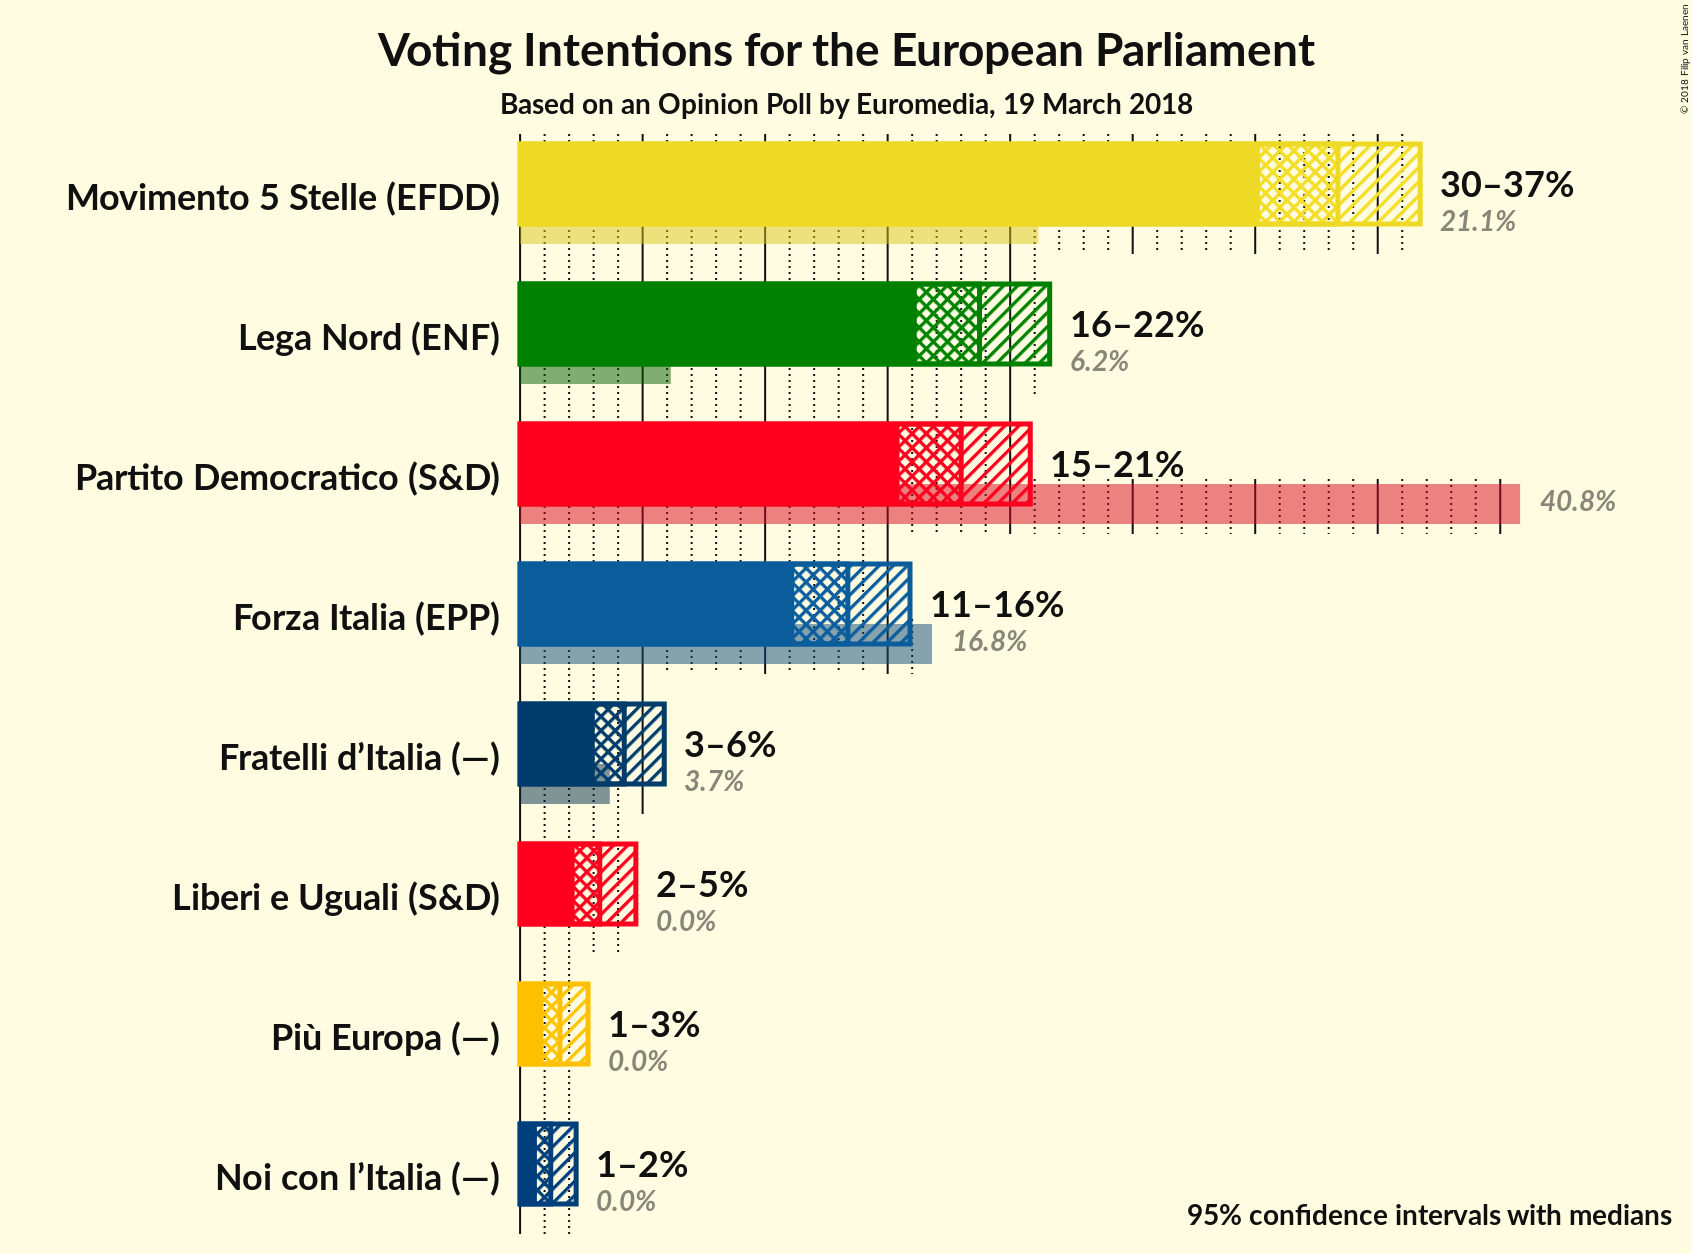 Voting Intentions for the European Parliament
Based on an Opinion Poll by Euromedia, 19 March 2018
© 2018 Filip van Laenen
Movimento 5 Stelle (EFDD)
30–37%
21.1%
Lega Nord (ENF)
16–22%
6.2%
Partito Democratico (S&D)
15–21%
40.8%
Forza Italia (EPP)
11–16%
16.8%
Fratelli d’Italia (—)
3–6%
3.7%
Liberi e Uguali (S&D)
2–5%
0.0%
Più Europa (—)
1–3%
0.0%
Noi con l’Italia (—)
1–2%
0.0%
95% confidence intervals with medians